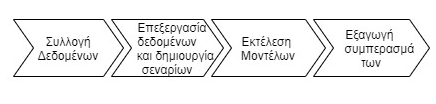 Συλλογή
Δεδομένων
Επεξεργασία
δεδομένων
και δημιουργία
σεναρίων
Εκτέλεση
Μοντέλων
Εξαγωγή
συμπερασμά
των